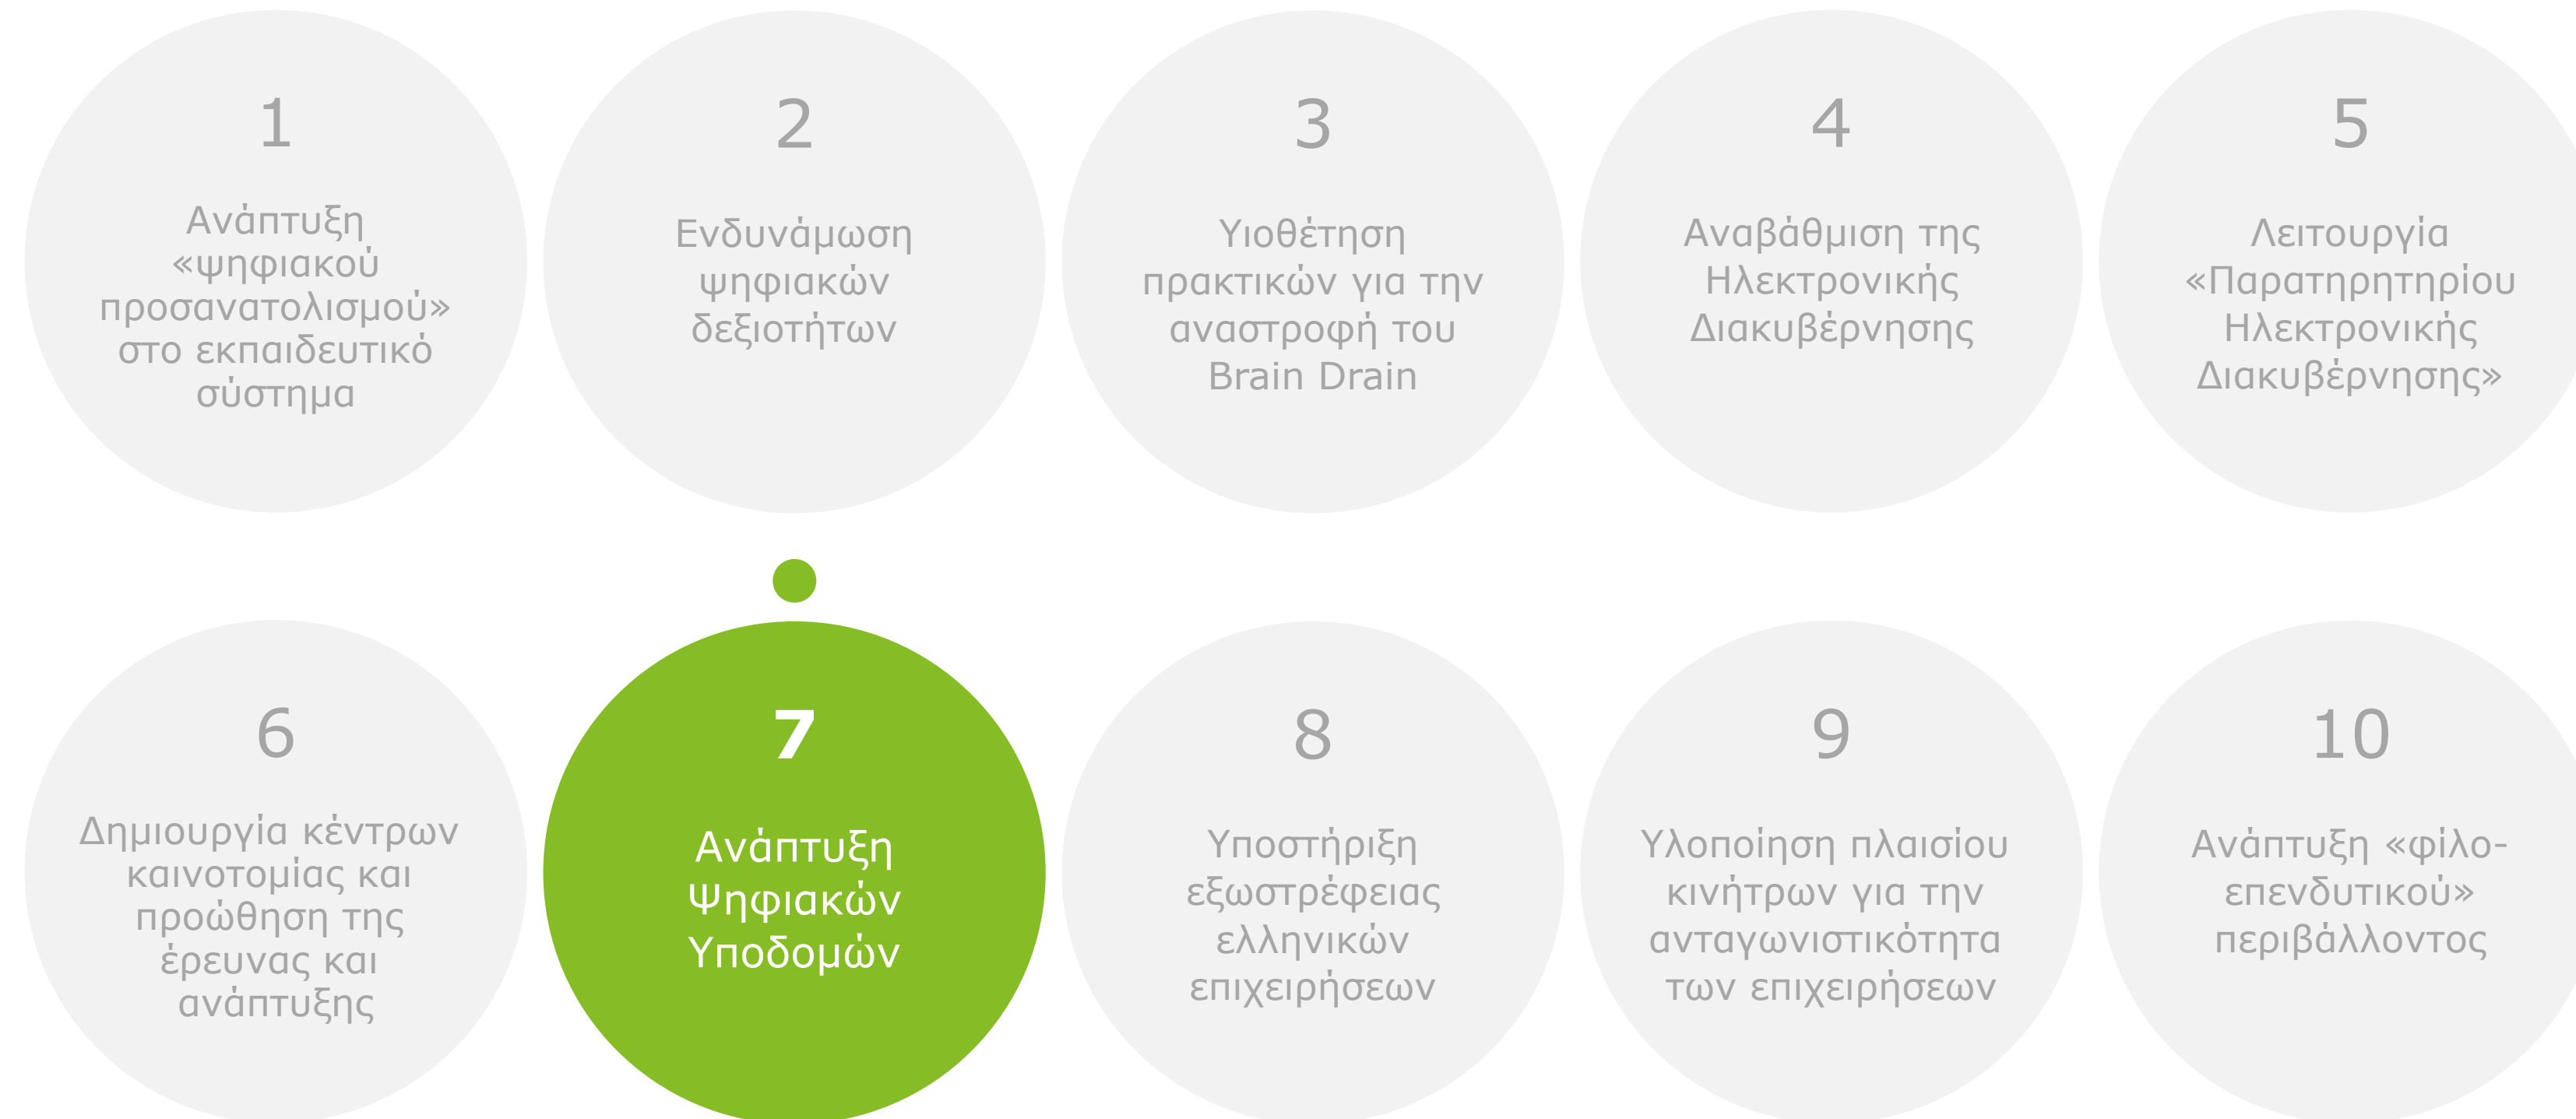 1
Ανάπτυξη
«ψηφιακού
προσανατολισμού»
στο εκπαιδευτικό
σύστημα
2
Ενδυνάμωση
ψηφιακών
δεξιοτήτων
3
Υιοθέτηση
πρακτικών για την
αναστροφή του
Brain Drain
4
Αναβάθμιση της
Ηλεκτρονικής
Διακυβέρνησης
5
Λειτουργία
«Παρατηρητηρίου
Ηλεκτρονικής
Διακυβέρνησης»
6
Δημιουργία κέντρων
καινοτομίας και
προώθηση της
έρευνας και
ανάπτυξης
7
Ανάπτυξη
Ψηφιακών
Υποδομών
8
Υποστήριξη
εξωστρέφειας
ελληνικών
επιχειρήσεων
9
Υλοποίηση πλαισίου
κινήτρων για την
ανταγωνιστικότητα
των επιχειρήσεων
10
Ανάπτυξη «φίλο-
επενδυτικού»
περιβάλλοντος